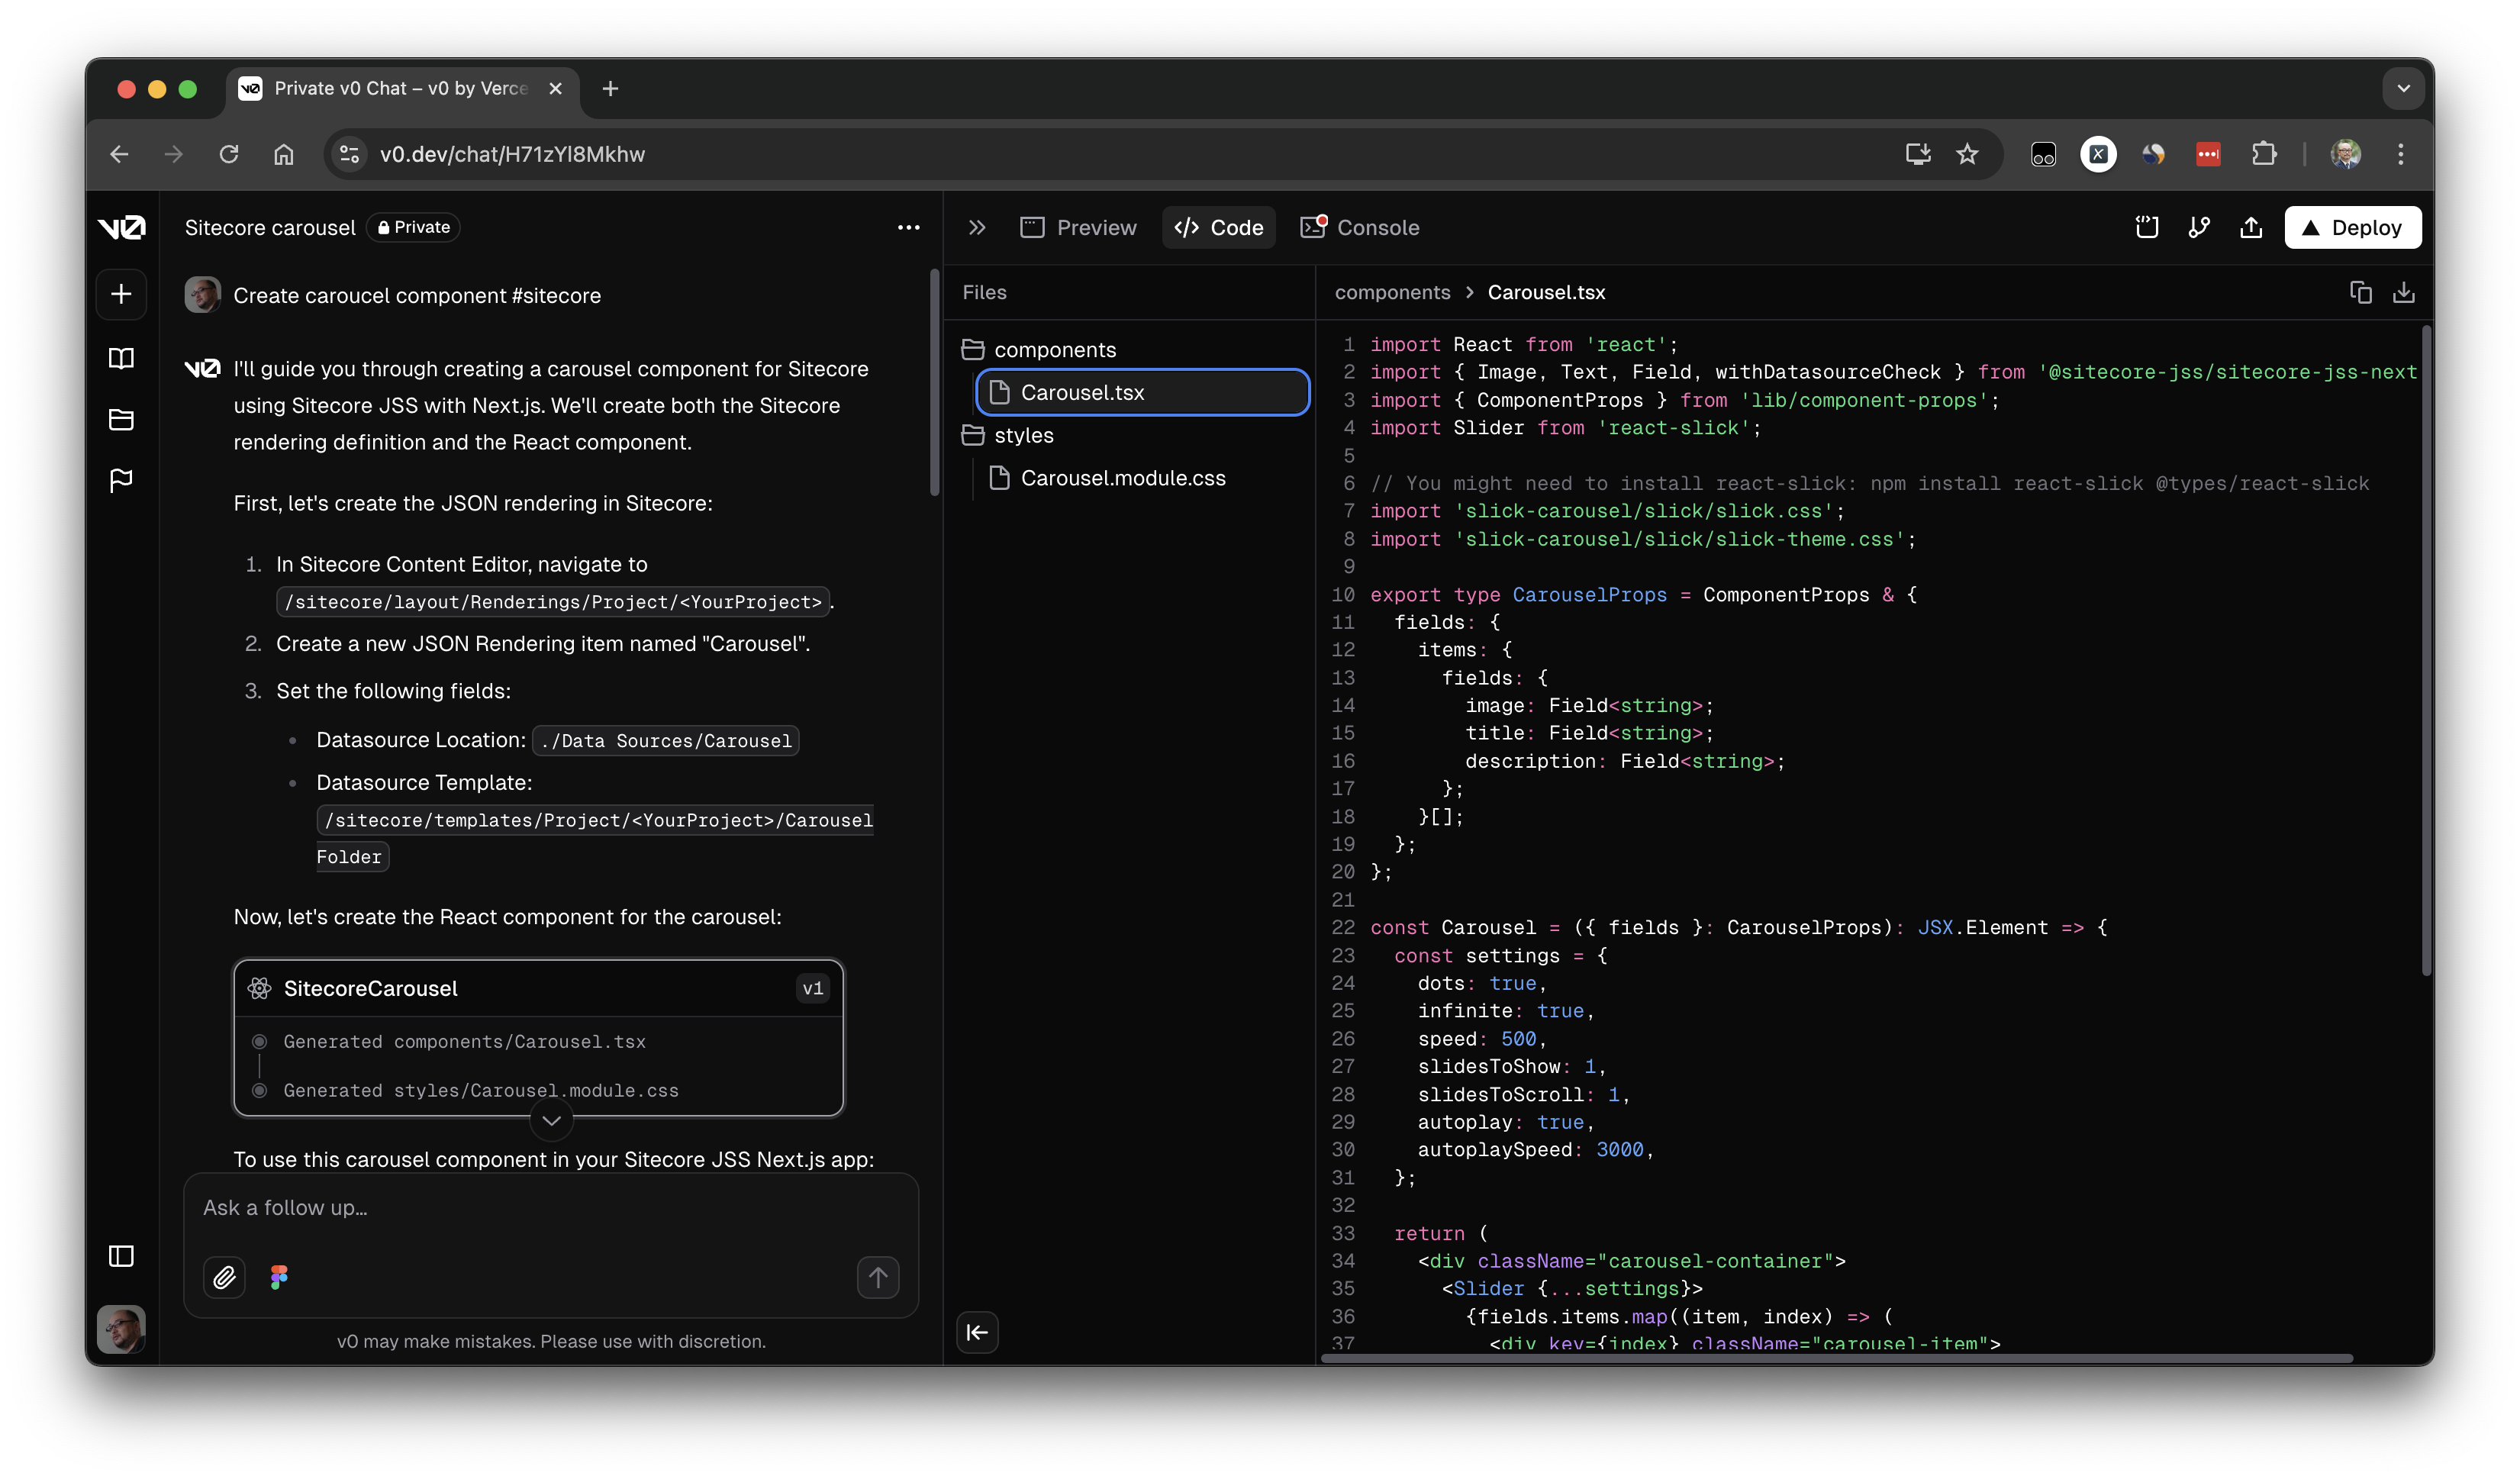 Private v0 Chat – v0 by Verce
v0.dev/chat/H71zYl8Mkhw
v0
Sitecore carousel
Private
Create caroucel component #sitecore
v0
I'll guide you through creating a carousel component for Sitecore
using Sitecore JSS with Next.js. We'll create both the Sitecore
rendering definition and the React component.
First, let's create the JSON rendering in Sitecore:
1. In Sitecore Content Editor, navigate to
/sitecore/layout/Renderings/Project/<YourProject>.
2. Create a new JSON Rendering item named "Carousel".
3. Set the following fields:
• Datasource Location: ./Data Sources/Carousel
• Datasource Template:
/sitecore/templates/Project/<YourProject>/Carousel
Folder
Now, let's create the React component for the carousel:
SitecoreCarousel
v1
Generated components/Carousel.tsx
Generated styles/Carousel.module.css
To use this carousel component in your Sitecore JSS Next.js app:
Ask a follow up…
v0 may make mistakes. Please use with discretion.
Preview
Code
Console
Deploy
Files
components
Carousel.tsx
styles
Carousel.module.css
components > Carousel.tsx
1 import React from 'react';
2 import { Image, Text, Field, withDatasourceCheck } from '@sitecore-jss/sitecore-jss-next
3 import { ComponentProps } from 'lib/component-props';
4 import Slider from 'react-slick';
5
6 // You might need to install react-slick: npm install react-slick @types/react-slick
7 import 'slick-carousel/slick/slick.css';
8 import 'slick-carousel/slick/slick-theme.css';
9
10 export type CarouselProps = ComponentProps & {
11 fields: {
12 items: {
13 fields: {
14 image: Field<string>;
15 title: Field<string>;
16 description: Field<string>;
17 };
18 }[];
19 };
20 };
21
22 const Carousel = ({ fields }: CarouselProps): JSX.Element => {
23 const settings = {
24 dots: true,
25 infinite: true,
26 speed: 500,
27 slidesToShow: 1,
28 slidesToScroll: 1,
29 autoplay: true,
30 autoplaySpeed: 3000,
31 };
32
33 return (
34 <div className="carousel-container">
35 <Slider {...settings}>
36 {fields.items.map((item, index) => (
37 <div key={index} className="carousel-item">